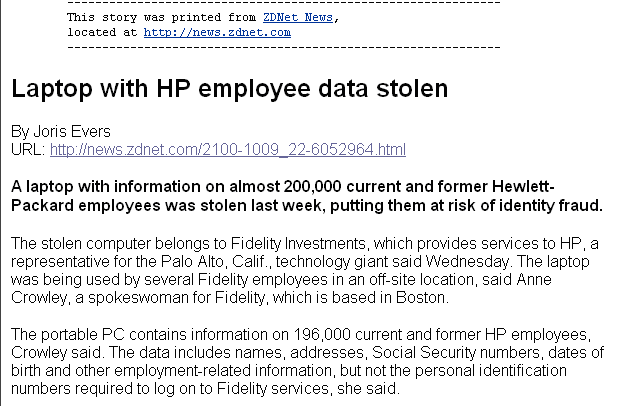 This story was printed from ZDNet News,
located at http://news.zdnet.com
Laptop with HP employee data stolen
By Joris Evers
URL: http://news.zdnet.com/2100-1009_22-6052964.html
A laptop with information on almost 200,000 current and former Hewlett-
Packard employees was stolen last week, putting them at risk of identity fraud.
The stolen computer belongs to Fidelity Investments, which provides services to HP, a
representative for the Palo Alto, Calif., technology giant said Wednesday. The laptop
was being used by several Fidelity employees in an off-site location, said Anne
Crowley, a spokeswoman for Fidelity, which is based in Boston.
The portable PC contains information on 196,000 current and former HP employees,
Crowley said. The data includes names, addresses, Social Security numbers, dates of
birth and other employment-related information, but not the personal identification
numbers required to log on to Fidelity services, she said.